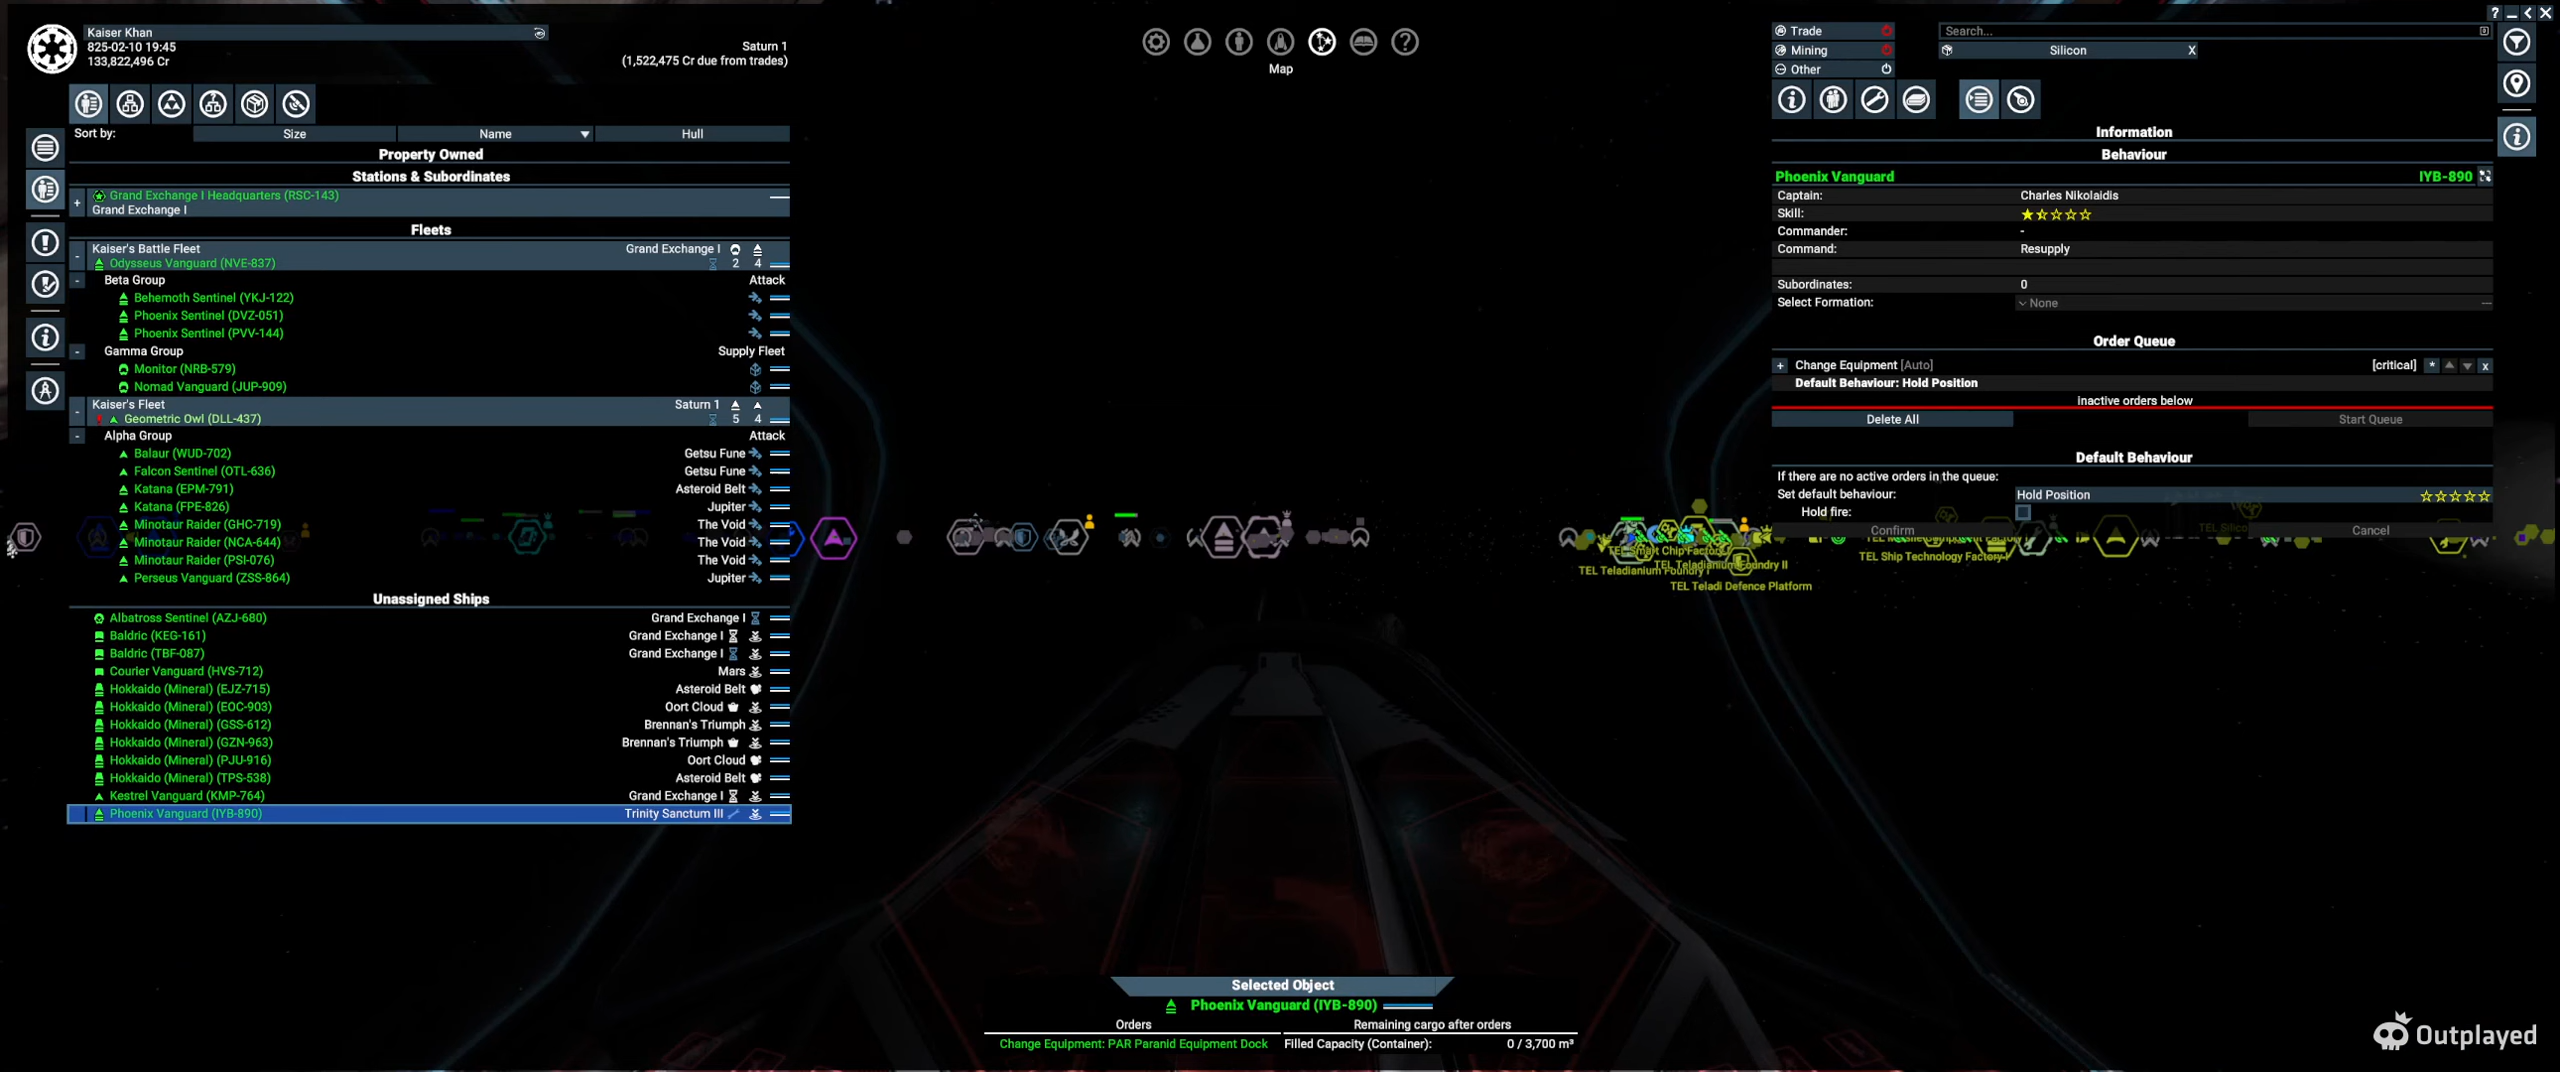 Kaiser Khan
825-02-10 19:45
133,822,496 Cr
Saturn 1
(1,522,475 Cr due from trades)
Map
Sort by:
Size
Name
Hull
Property Owned
Stations & Subordinates
+ Grand Exchange I Headquarters (RSC-143)
Grand Exchange I
Fleets
- Kaiser's Battle Fleet Grand Exchange I
Odysseus Vanguard (NVE-837) 2 4
- Beta Group Attack
Behemoth Sentinel (YKJ-122)
Phoenix Sentinel (DVZ-051)
Phoenix Sentinel (PVV-144)
- Gamma Group Supply Fleet
Monitor (NRB-579)
Nomad Vanguard (JUP-909)
- Kaiser's Fleet Saturn 1
Geometric Owl (DLL-437) 5 4
- Alpha Group Attack
Balaur (WUD-702) Getsu Fune
Falcon Sentinel (OTL-636) Getsu Fune
Katana (EPM-791) Asteroid Belt
Katana (FPE-826) Jupiter
Minotaur Raider (GHC-719) The Void
Minotaur Raider (NCA-644) The Void
Minotaur Raider (PSI-076) The Void
Perseus Vanguard (ZSS-864) Jupiter
Unassigned Ships
Albatross Sentinel (AZJ-680) Grand Exchange I
Baldric (KEG-161) Grand Exchange I
Baldric (TBF-087) Grand Exchange I
Courier Vanguard (HVS-712) Mars
Hokkaido (Mineral) (EJZ-715) Asteroid Belt
Hokkaido (Mineral) (EOC-903) Oort Cloud
Hokkaido (Mineral) (GSS-612) Brennan's Triumph
Hokkaido (Mineral) (GZN-963) Brennan's Triumph
Hokkaido (Mineral) (PJU-916) Oort Cloud
Hokkaido (Mineral) (TPS-538) Asteroid Belt
Kestrel Vanguard (KMP-764) Grand Exchange I
Phoenix Vanguard (IYB-890) Trinity Sanctum III
Trade
Mining
Other
Search...
Silicon X
Information
Behaviour
Phoenix Vanguard IYB-890
Captain: Charles Nikolaidis
Skill:
Commander: -
Command: Resupply
Subordinates: 0
Select Formation: None
Order Queue
+ Change Equipment [Auto] [critical] * x
Default Behaviour: Hold Position
inactive orders below
Delete All Start Queue
Default Behaviour
If there are no active orders in the queue:
Set default behaviour: Hold Position
Hold fire:
Confirm Cancel
TEL Smart Chip Factory
TEL Teladianium Foundry I
TEL Teladianium Foundry II
TEL Teladi Defence Platform
TEL Ship Technology Factory I
Selected Object
Phoenix Vanguard (IYB-890)
Orders Remaining cargo after orders
Change Equipment: PAR Paranid Equipment Dock Filled Capacity (Container): 0 / 3,700 m³
Outplayed